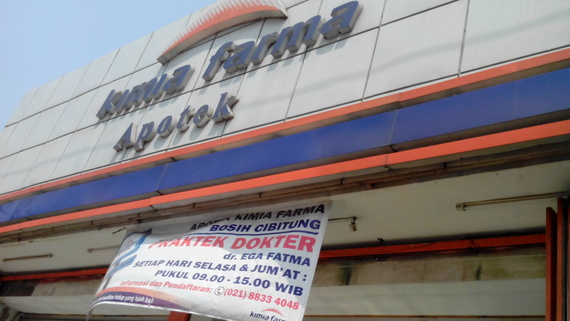 kimia farma
Apotek
APOTEK KIMIA FARMA
BOSIH CIBITUNG
PRAKTEK DOKTER
dr. EGA FATMA
SETIAP HARI SELASA & JUM'AT :
PUKUL 09.00 - 15.00 WIB
Informasi dan Pendaftaran: (021) 8833 4048
kimia farma